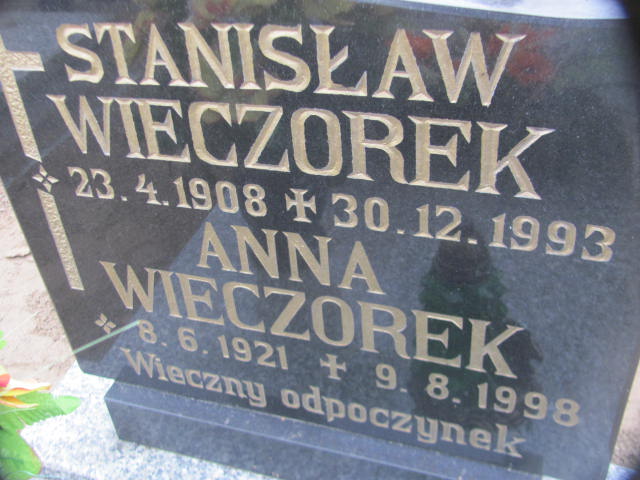 STANISŁAW
WIECZOREK
23.4.1908 ✝ 30.12.1993
ANNA
WIECZOREK
8.6.1921 ✝ 9.8.1998
Wieczny odpoczynek